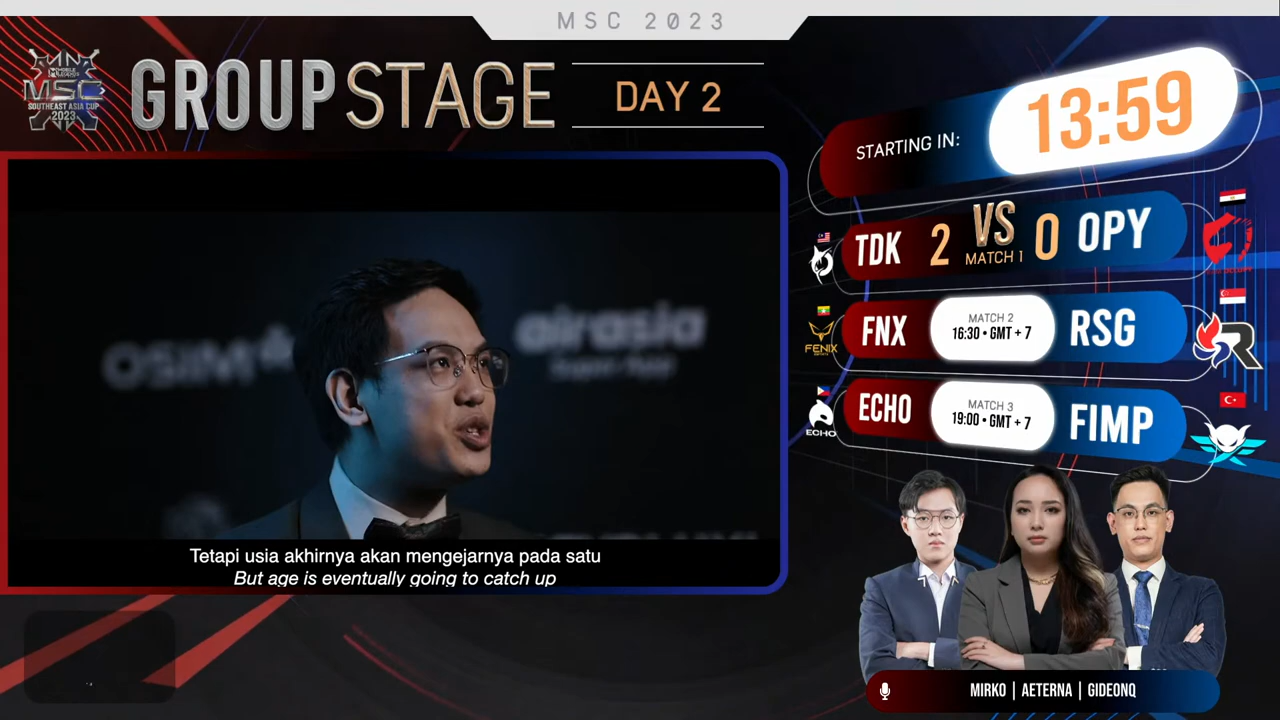 MSC 2023
MSC
SOUTHEAST ASIA CUP
2023
GROUP STAGE
DAY 2
STARTING IN:
13:59
TDK 2 VS 0 OPY
MATCH 1
FNX
MATCH 2
16:30 • GMT + 7
RSG
FENIX
ECHO
MATCH 3
19:00 • GMT + 7
FIMP
ECHO
OSIM
airasia
Tetapi usia akhirnya akan mengejarnya pada satu
But age is eventually going to catch up
MIRKO | AETERNA | GIDEONQ